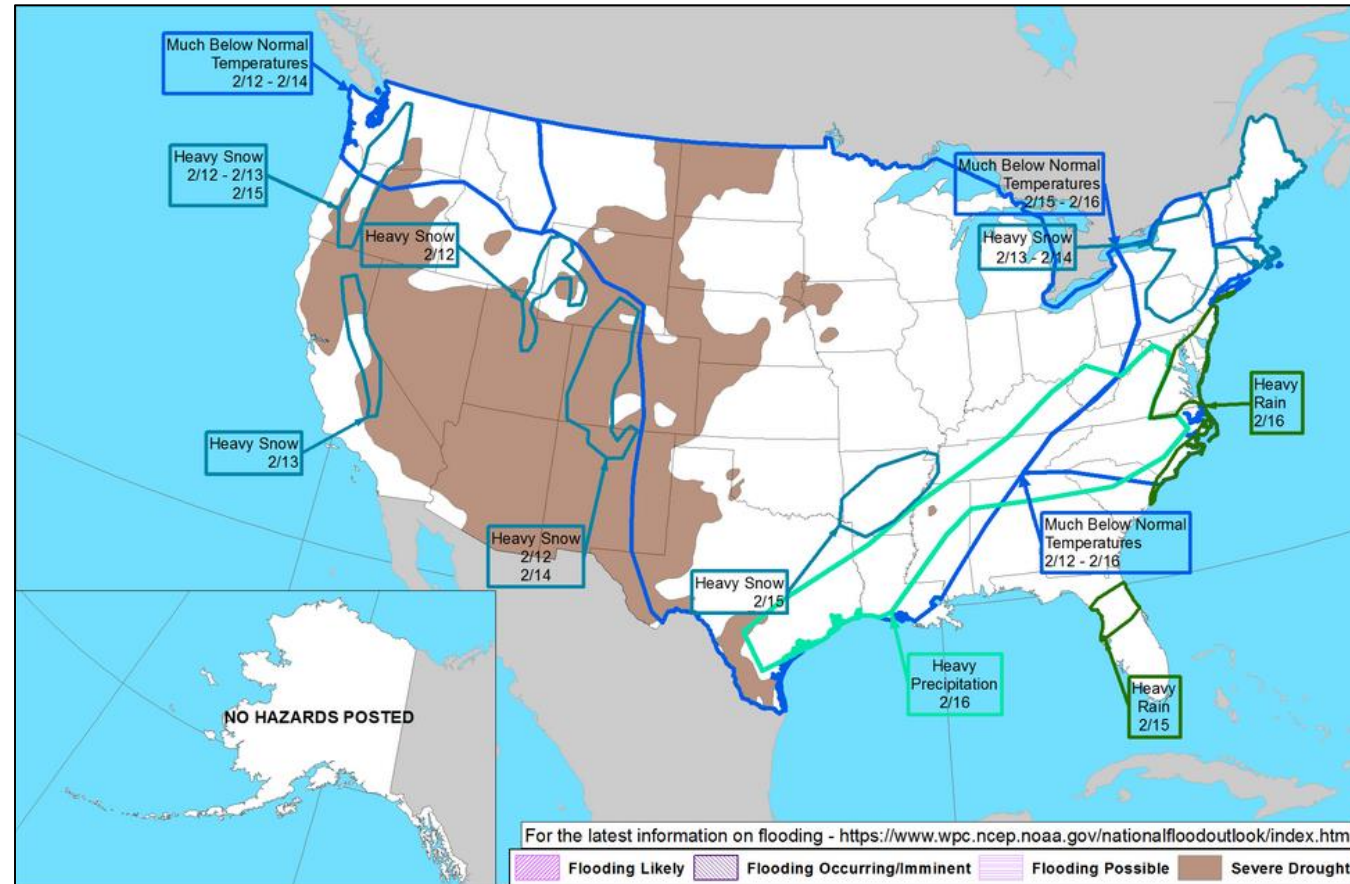 Much Below Normal
Temperatures
2/12 - 2/14
Heavy Snow
2/12 - 2/13
2/15
Heavy Snow
2/12
Much Below Normal
Temperatures
2/15 - 2/16
Heavy Snow
2/13 - 2/14
Heavy
Rain
2/16
Heavy Snow
2/13
Heavy Snow
2/12
2/14
Heavy Snow
2/15
Much Below Normal
Temperatures
2/12 - 2/16
Heavy
Precipitation
2/16
Heavy
Rain
2/15
NO HAZARDS POSTED
For the latest information on flooding - https://www.wpc.ncep.noaa.gov/nationalfloodoutlook/index.htm
Flooding Likely
Flooding Occurring/Imminent
Flooding Possible
Severe Drought